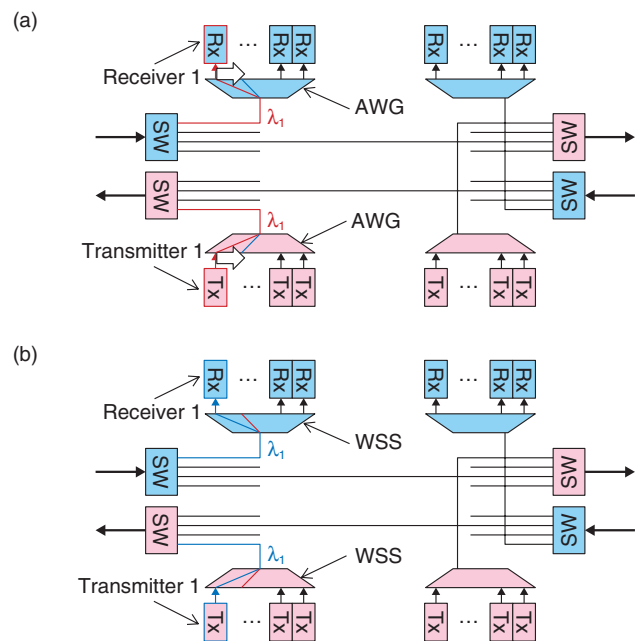 (a)
Rx ... Rx Rx Rx ... Rx Rx
Receiver 1
AWG
λ1
SW
SW
SW
SW
λ1
AWG
Transmitter 1
Tx ... Tx Tx Tx ... Tx Tx
(b)
Rx ... Rx Rx Rx ... Rx Rx
Receiver 1
WSS
λ1
SW
SW
SW
SW
λ1
WSS
Transmitter 1
Tx ... Tx Tx Tx ... Tx Tx